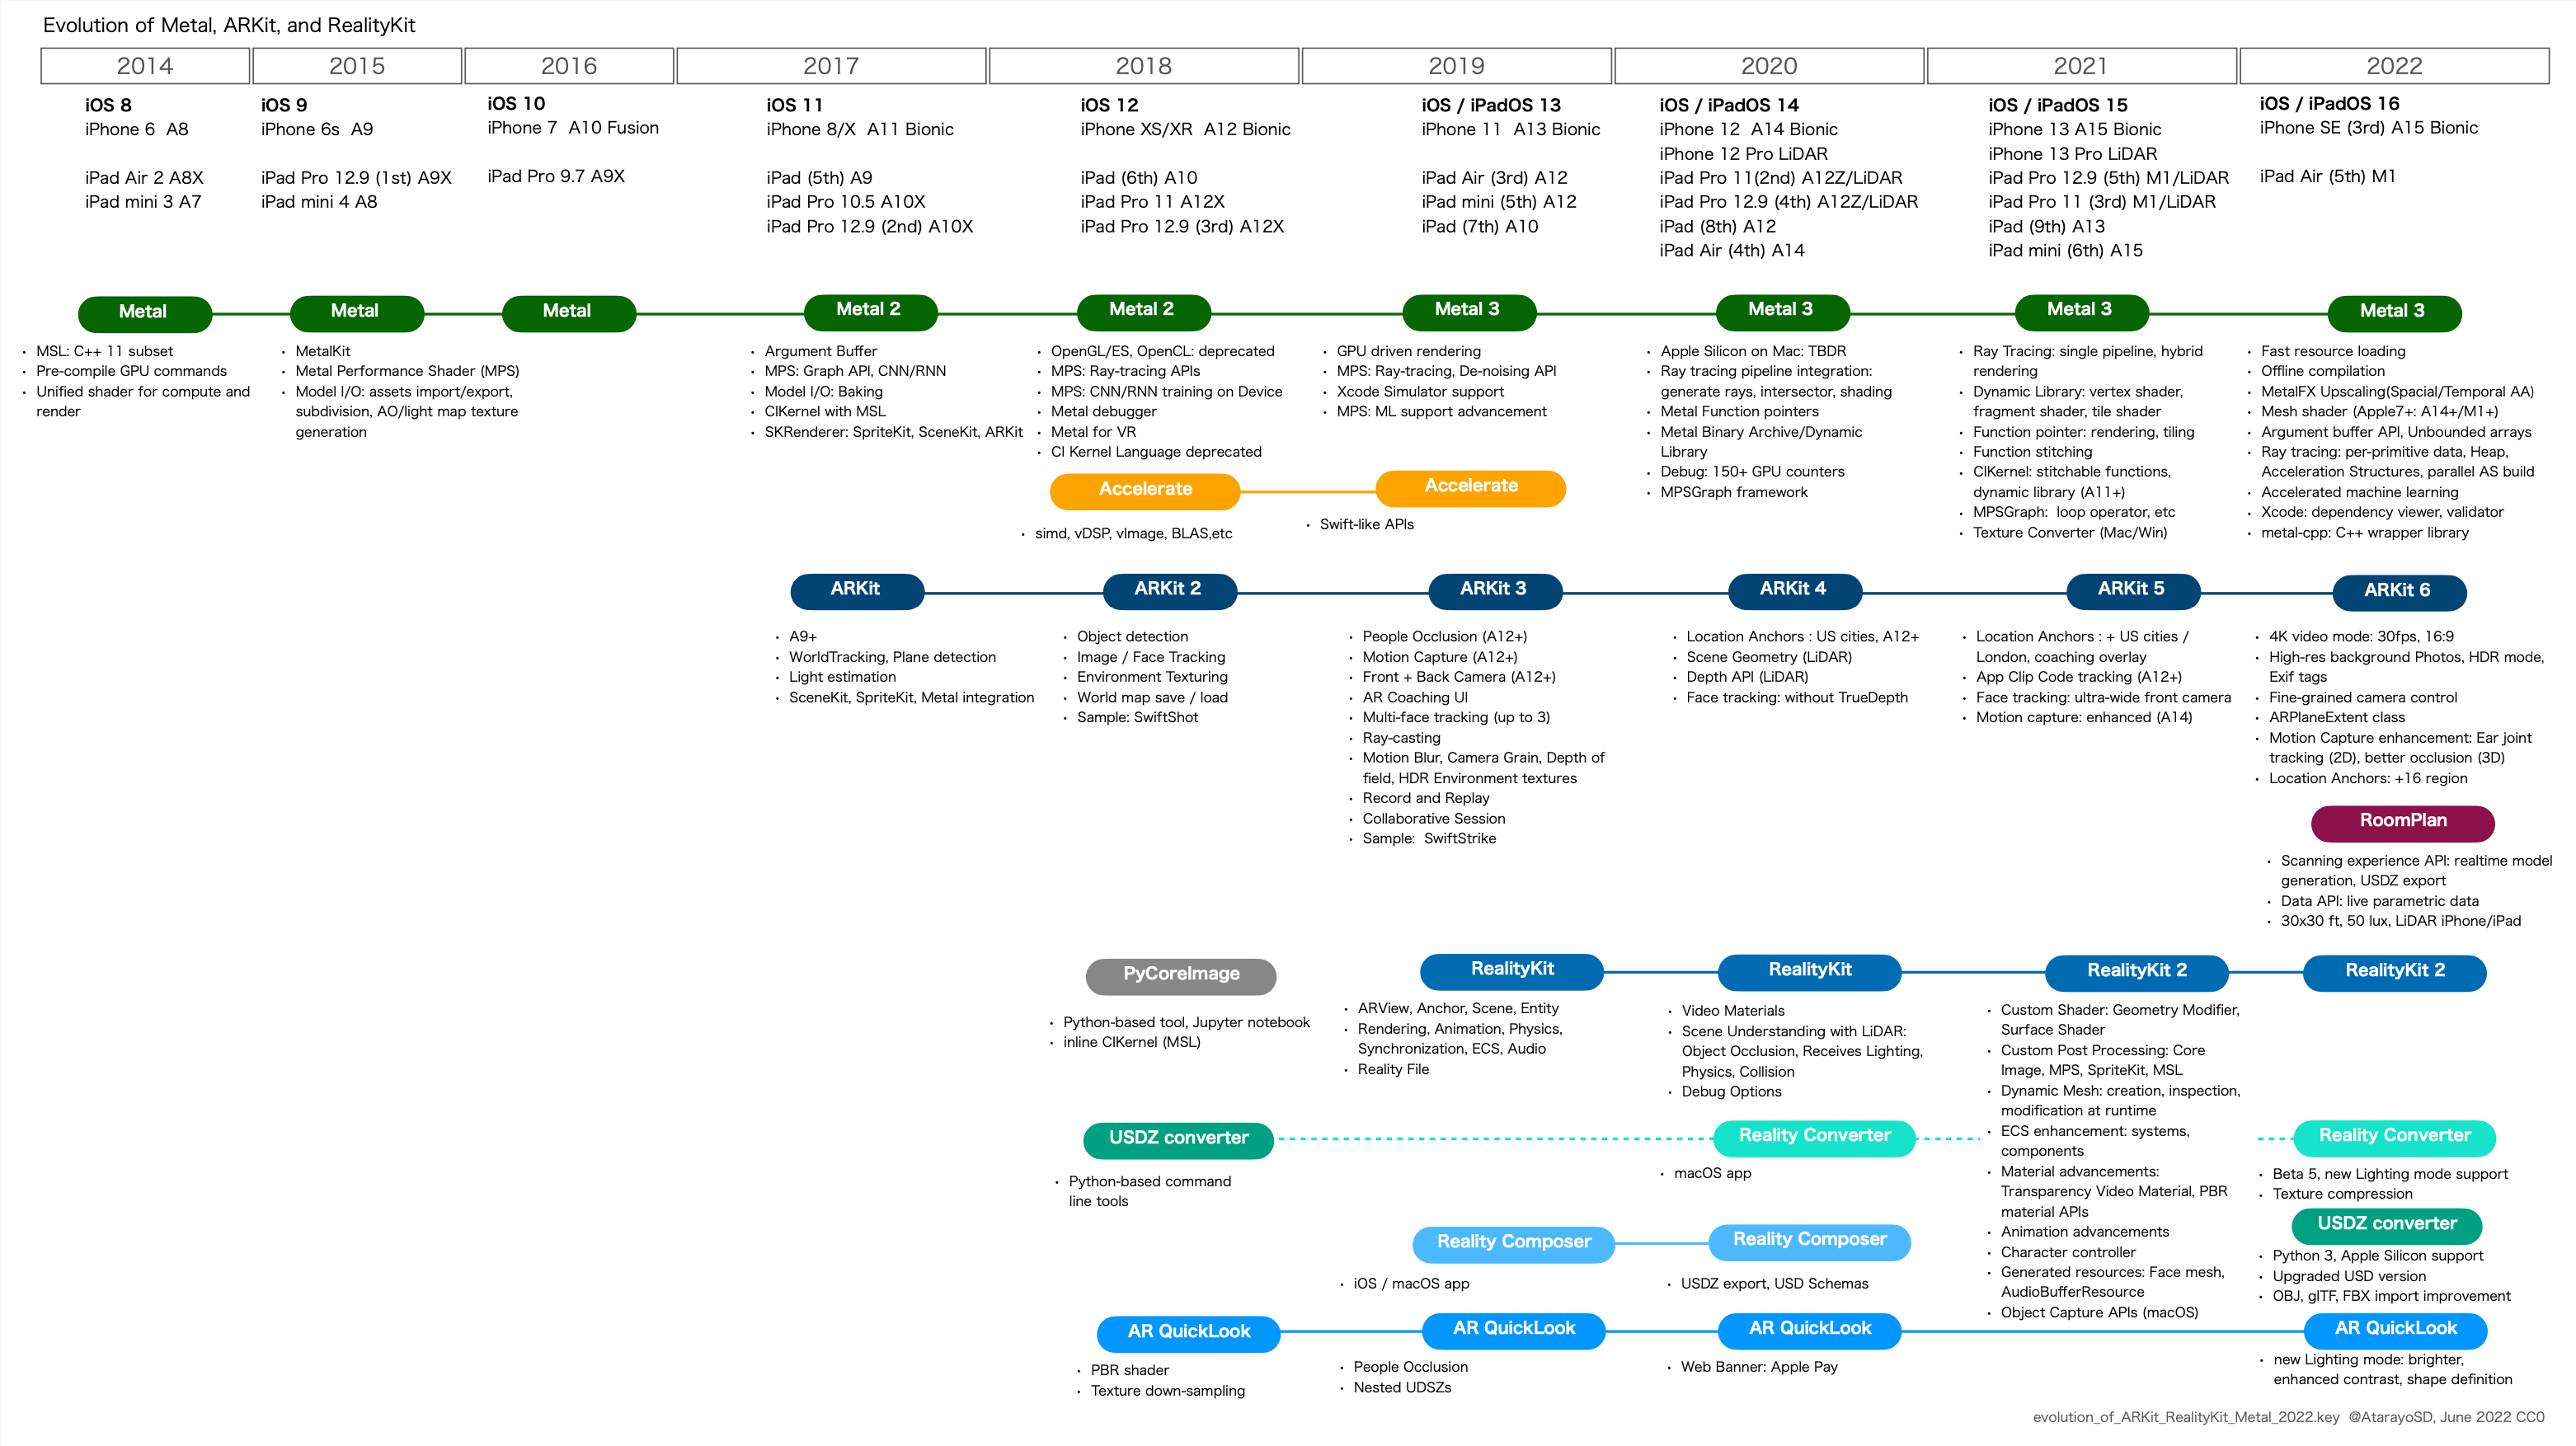 Evolution of Metal, ARKit, and RealityKit
2014
2015
2016
2017
2018
2019
2020
2021
2022
iOS 8
iPhone 6  A8
iPad Air 2 A8X
iPad mini 3 A7
iOS 9
iPhone 6s  A9
iPad Pro 12.9 (1st) A9X
iPad mini 4 A8
iOS 10
iPhone 7  A10 Fusion
iPad Pro 9.7 A9X
iOS 11
iPhone 8/X  A11 Bionic
iPad (5th) A9
iPad Pro 10.5 A10X
iPad Pro 12.9 (2nd) A10X
iOS 12
iPhone XS/XR  A12 Bionic
iPad (6th) A10
iPad Pro 11 A12X
iPad Pro 12.9 (3rd) A12X
iOS / iPadOS 13
iPhone 11  A13 Bionic
iPad Air (3rd) A12
iPad mini (5th) A12
iPad (7th) A10
iOS / iPadOS 14
iPhone 12  A14 Bionic
iPhone 12 Pro LiDAR
iPad Pro 11(2nd) A12Z/LiDAR
iPad Pro 12.9 (4th) A12Z/LiDAR
iPad (8th) A12
iPad Air (4th) A14
iOS / iPadOS 15
iPhone 13 A15 Bionic
iPhone 13 Pro LiDAR
iPad Pro 12.9 (5th) M1/LiDAR
iPad Pro 11 (3rd) M1/LiDAR
iPad (9th) A13
iPad mini (6th) A15
iOS / iPadOS 16
iPhone SE (3rd) A15 Bionic
iPad Air (5th) M1
Metal
• MSL: C++ 11 subset
• Pre-compile GPU commands
• Unified shader for compute and
render
Metal
• MetalKit
• Metal Performance Shader (MPS)
• Model I/O: assets import/export,
subdivision, AO/light map texture
generation
Metal
Metal 2
• Argument Buffer
• MPS: Graph API, CNN/RNN
• Model I/O: Baking
• CIKernel with MSL
• SKRenderer: SpriteKit, SceneKit, ARKit
Metal 2
• OpenGL/ES, OpenCL: deprecated
• MPS: Ray-tracing APIs
• MPS: CNN/RNN training on Device
• Metal debugger
• Metal for VR
• CI Kernel Language deprecated
Metal 3
• GPU driven rendering
• MPS: Ray-tracing, De-noising API
• Xcode Simulator support
• MPS: ML support advancement
Metal 3
• Apple Silicon on Mac: TBDR
• Ray tracing pipeline integration:
generate rays, intersector, shading
• Metal Function pointers
• Metal Binary Archive/Dynamic
Library
• Debug: 150+ GPU counters
• MPSGraph framework
Metal 3
• Ray Tracing: single pipeline, hybrid
rendering
• Dynamic Library: vertex shader,
fragment shader, tile shader
• Function pointer: rendering, tiling
• Function stitching
• CIKernel: stitchable functions,
dynamic library (A11+)
• MPSGraph:  loop operator, etc
• Texture Converter (Mac/Win)
Metal 3
• Fast resource loading
• Offline compilation
• MetalFX Upscaling(Spacial/Temporal AA)
• Mesh shader (Apple7+: A14+/M1+)
• Argument buffer API, Unbounded arrays
• Ray tracing: per-primitive data, Heap,
Acceleration Structures, parallel AS build
• Accelerated machine learning
• Xcode: dependency viewer, validator
• metal-cpp: C++ wrapper library
Accelerate
• simd, vDSP, vImage, BLAS,etc
Accelerate
• Swift-like APIs
ARKit
• A9+
• WorldTracking, Plane detection
• Light estimation
• SceneKit, SpriteKit, Metal integration
ARKit 2
• Object detection
• Image / Face Tracking
• Environment Texturing
• World map save / load
• Sample: SwiftShot
ARKit 3
• People Occlusion (A12+)
• Motion Capture (A12+)
• Front + Back Camera (A12+)
• AR Coaching UI
• Multi-face tracking (up to 3)
• Ray-casting
• Motion Blur, Camera Grain, Depth of
field, HDR Environment textures
• Record and Replay
• Collaborative Session
• Sample:  SwiftStrike
ARKit 4
• Location Anchors : US cities, A12+
• Scene Geometry (LiDAR)
• Depth API (LiDAR)
• Face tracking: without TrueDepth
ARKit 5
• Location Anchors : + US cities /
London, coaching overlay
• App Clip Code tracking (A12+)
• Face tracking: ultra-wide front camera
• Motion capture: enhanced (A14)
ARKit 6
• 4K video mode: 30fps, 16:9
• High-res background Photos, HDR mode,
Exif tags
• Fine-grained camera control
• ARPlaneExtent class
• Motion Capture enhancement: Ear joint
tracking (2D), better occlusion (3D)
• Location Anchors: +16 region
RoomPlan
• Scanning experience API: realtime model
generation, USDZ export
• Data API: live parametric data
• 30x30 ft, 50 lux, LiDAR iPhone/iPad
PyCoreImage
• Python-based tool, Jupyter notebook
• inline CIKernel (MSL)
RealityKit
• ARView, Anchor, Scene, Entity
• Rendering, Animation, Physics,
Synchronization, ECS, Audio
• Reality File
RealityKit
• Video Materials
• Scene Understanding with LiDAR:
Object Occlusion, Receives Lighting,
Physics, Collision
• Debug Options
RealityKit 2
• Custom Shader: Geometry Modifier,
Surface Shader
• Custom Post Processing: Core
Image, MPS, SpriteKit, MSL
• Dynamic Mesh: creation, inspection,
modification at runtime
• ECS enhancement: systems,
components
• Material advancements:
Transparency Video Material, PBR
material APIs
• Animation advancements
• Character controller
• Generated resources: Face mesh,
AudioBufferResource
• Object Capture APIs (macOS)
RealityKit 2
USDZ converter
• Python-based command
line tools
Reality Converter
• macOS app
Reality Converter
• Beta 5, new Lighting mode support
• Texture compression
USDZ converter
• Python 3, Apple Silicon support
• Upgraded USD version
• OBJ, glTF, FBX import improvement
Reality Composer
• iOS / macOS app
Reality Composer
• USDZ export, USD Schemas
AR QuickLook
• PBR shader
• Texture down-sampling
AR QuickLook
• People Occlusion
• Nested UDSZs
AR QuickLook
• Web Banner: Apple Pay
AR QuickLook
• new Lighting mode: brighter,
enhanced contrast, shape definition
evolution_of_ARKit_RealityKit_Metal_2022.key  @AtarayoSD, June 2022 CC0